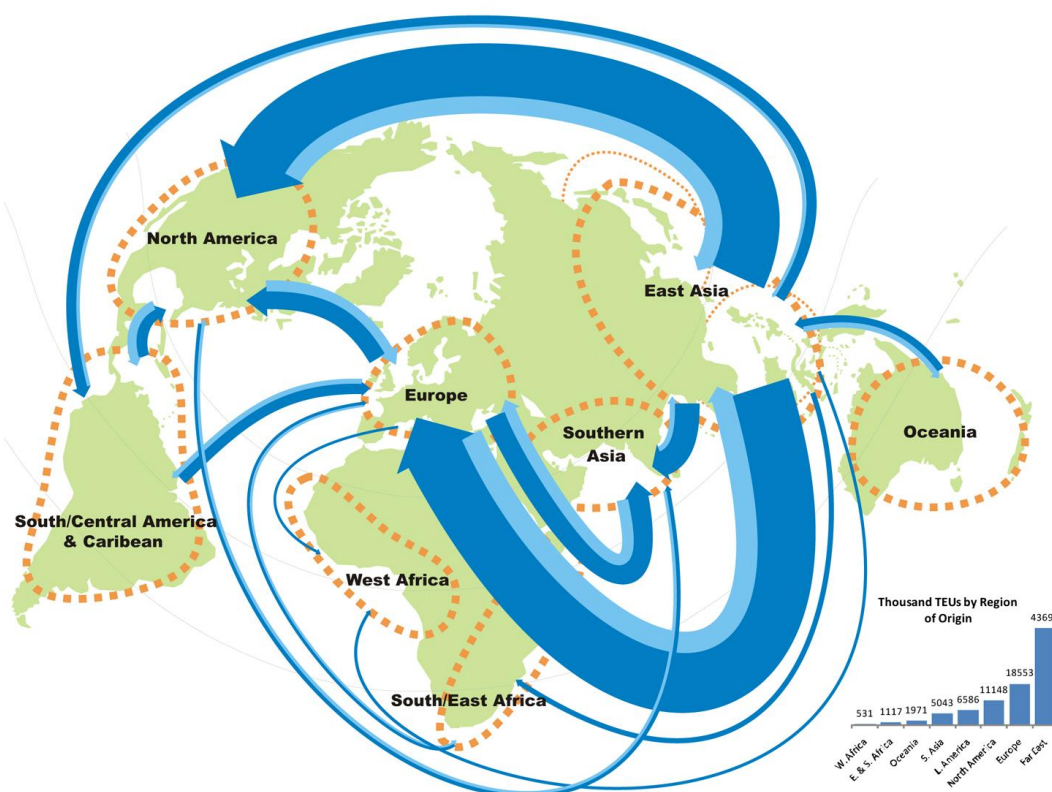 North America
East Asia
Europe
Southern
Asia
Oceania
South/Central America
& Caribean
West Africa
South/East Africa
Thousand TEUs by Region
of Origin
531
1117
1971
5043
6586
11148
18553
4369
W. Africa
E. & S. Africa
Oceania
S. Asia
L. America
North America
Europe
Far East